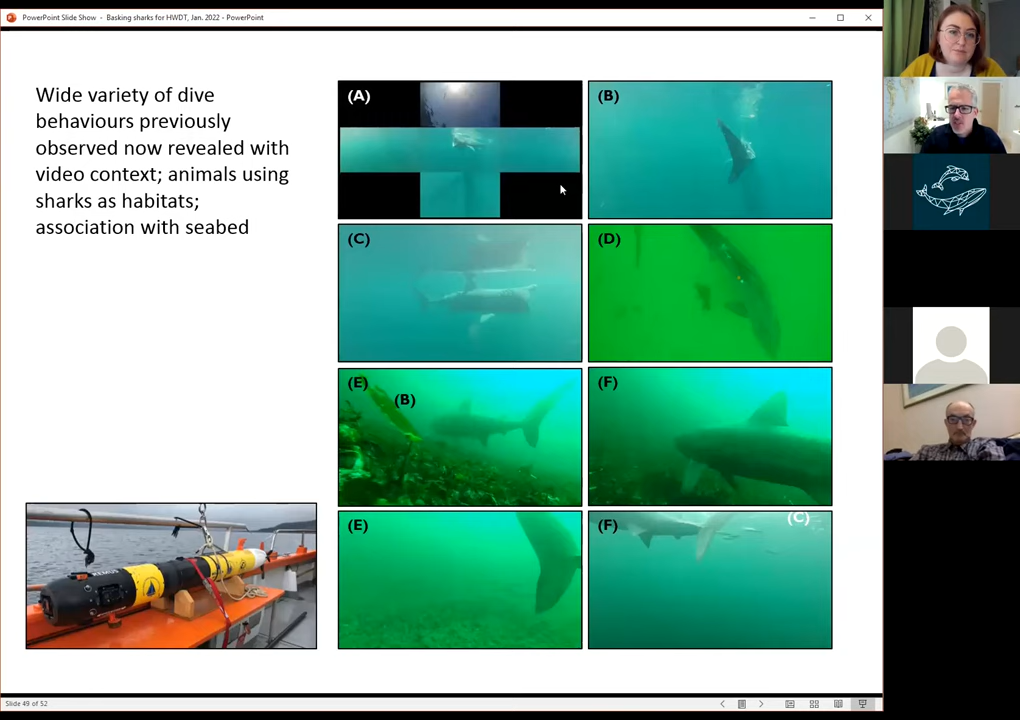 PowerPoint Slide Show - Basking sharks for HWDT, Jan. 2022 - PowerPoint
Wide variety of dive
behaviours previously
observed now revealed with
video context; animals using
sharks as habitats;
association with seabed
(A)
(B)
(C)
(D)
(E)
(B)
(F)
(E)
(F)
(C)
Slide 49 of 52